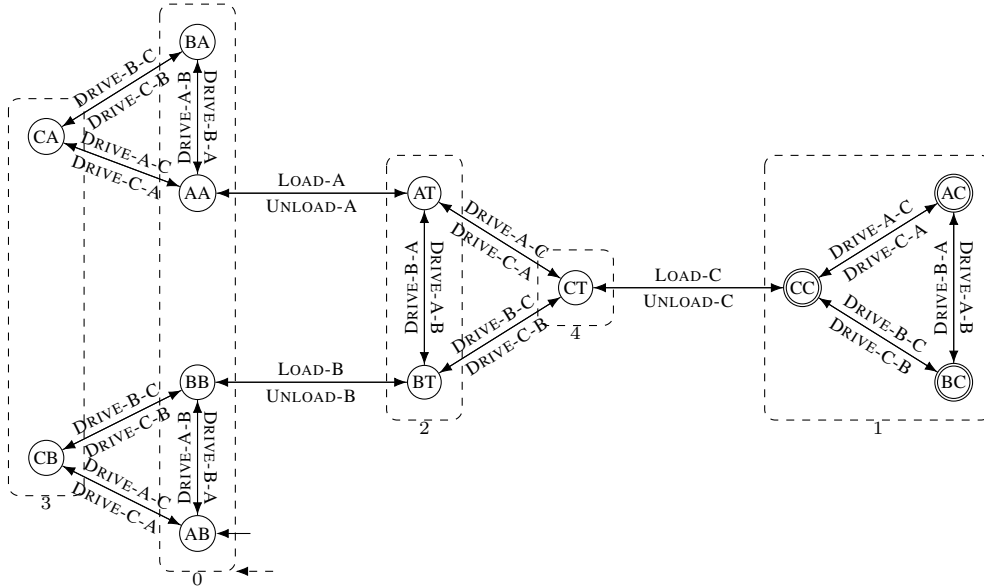 BA
DRIVE-B-C
DRIVE-C-B
DRIVE-A-B
DRIVE-B-A
CA
DRIVE-A-C
DRIVE-C-A
AA
LOAD-A
UNLOAD-A
AT
DRIVE-A-C
DRIVE-C-A
DRIVE-B-A
DRIVE-A-B
CT
4
DRIVE-B-C
DRIVE-C-B
LOAD-C
UNLOAD-C
CC
AC
DRIVE-A-C
DRIVE-C-A
DRIVE-B-A
DRIVE-A-B
DRIVE-B-C
DRIVE-C-B
BC
1
BB
LOAD-B
UNLOAD-B
BT
2
DRIVE-B-C
DRIVE-C-B
DRIVE-A-B
DRIVE-B-A
CB
3
DRIVE-A-C
DRIVE-C-A
AB
0